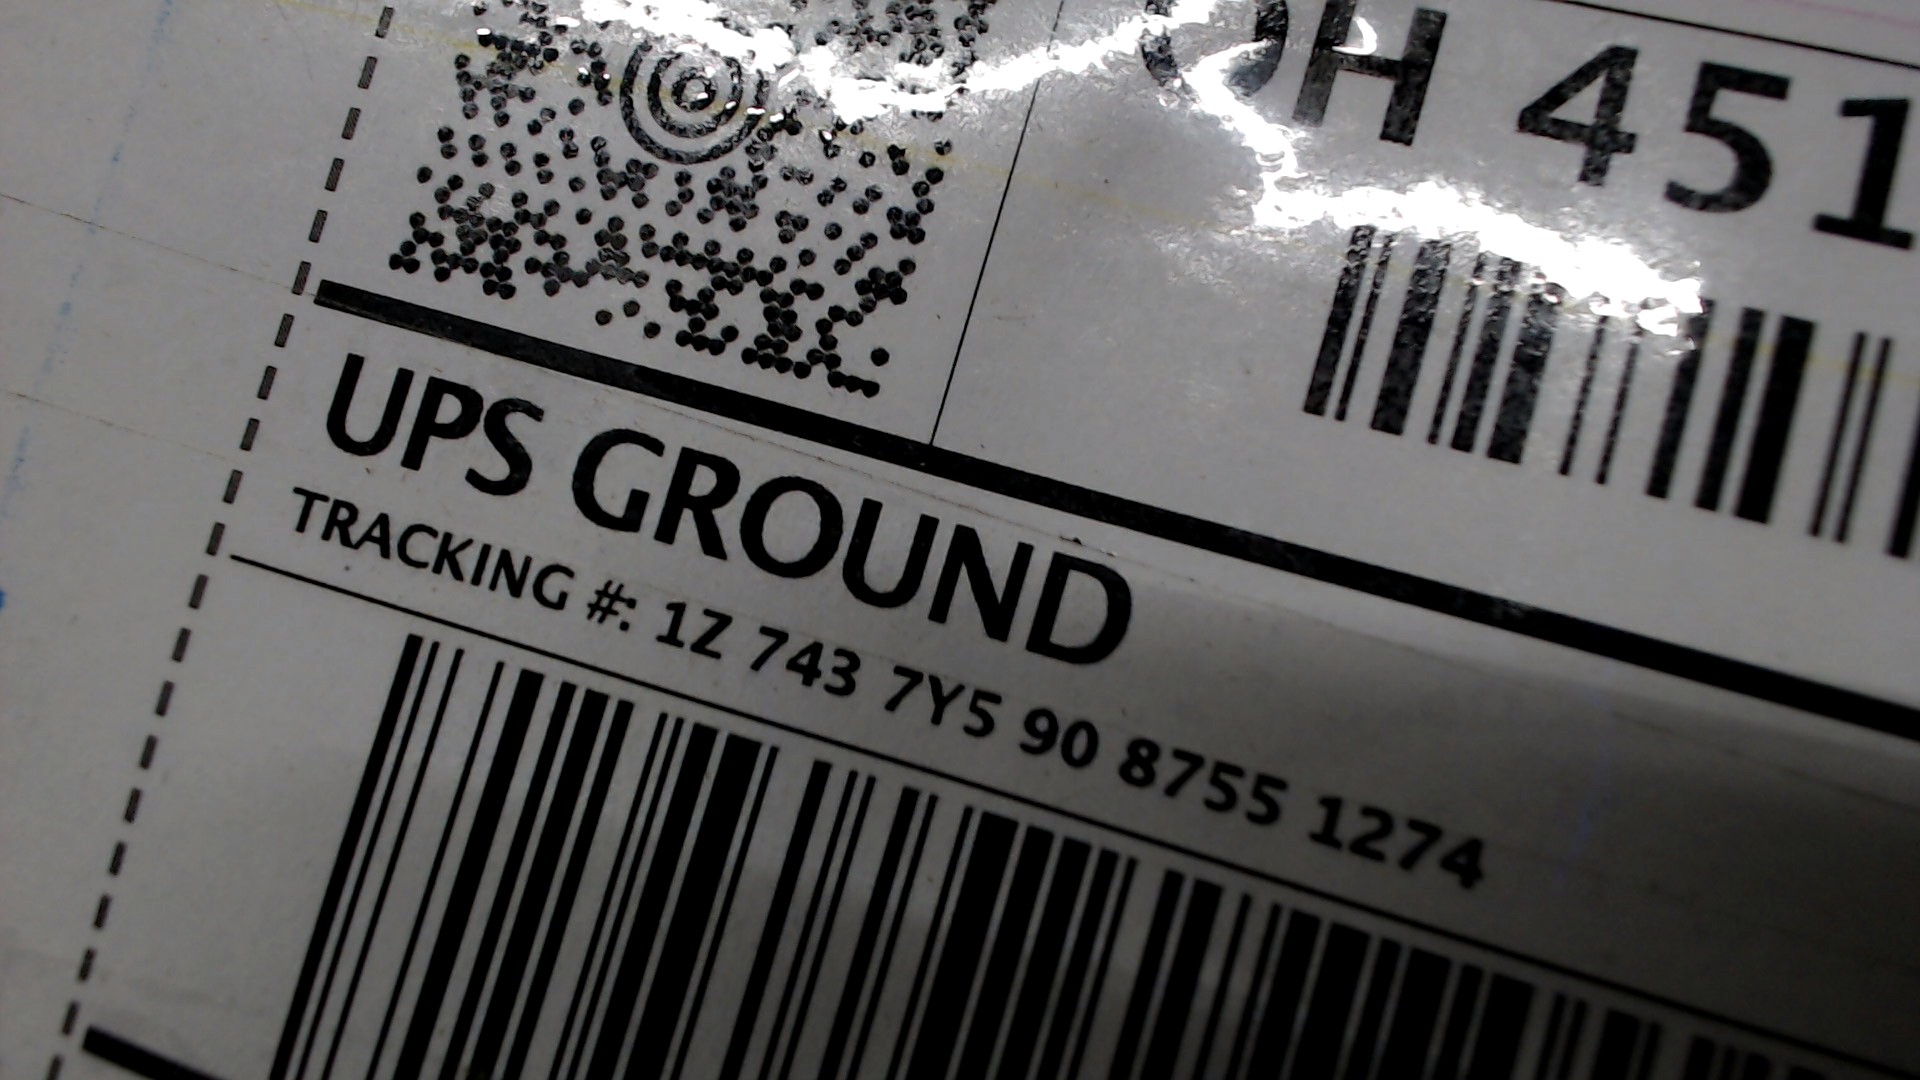 OH 451
UPS GROUND
TRACKING #: 1Z 743 7Y5 90 8755 1274